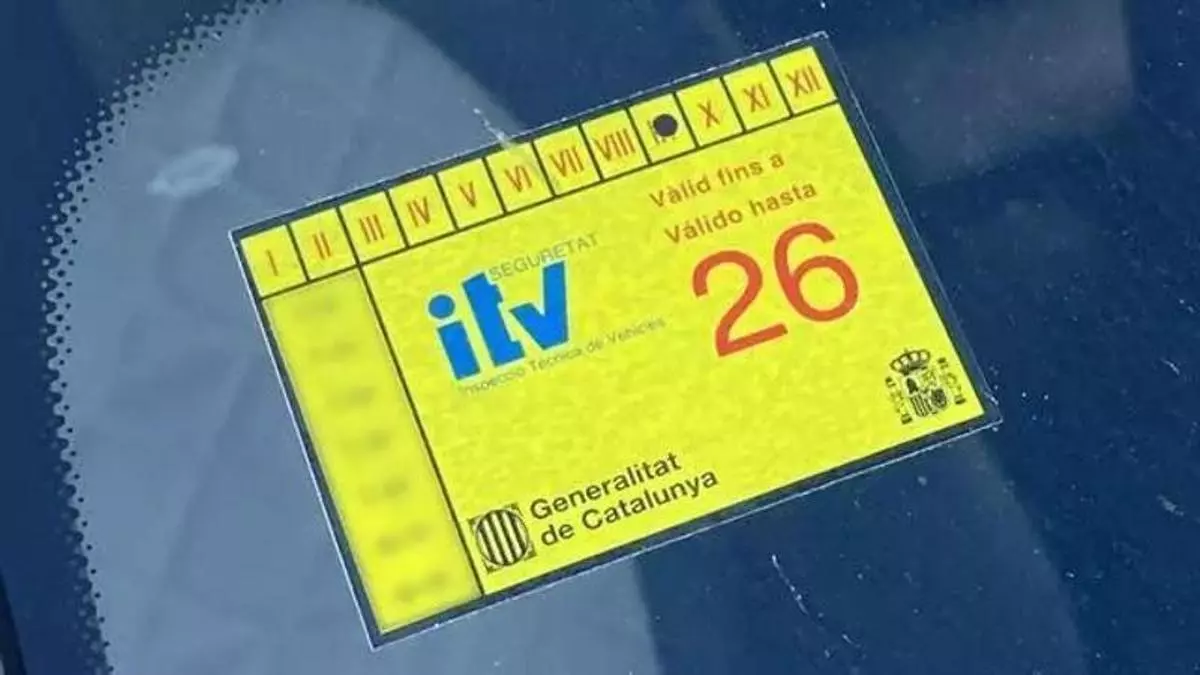 I II III IV V VI VII VIII X XI XII
Vàlid fins a
Válido hasta
26
SEGURETAT
itv
Inspecció Tècnica de Vehicles
Generalitat
de Catalunya